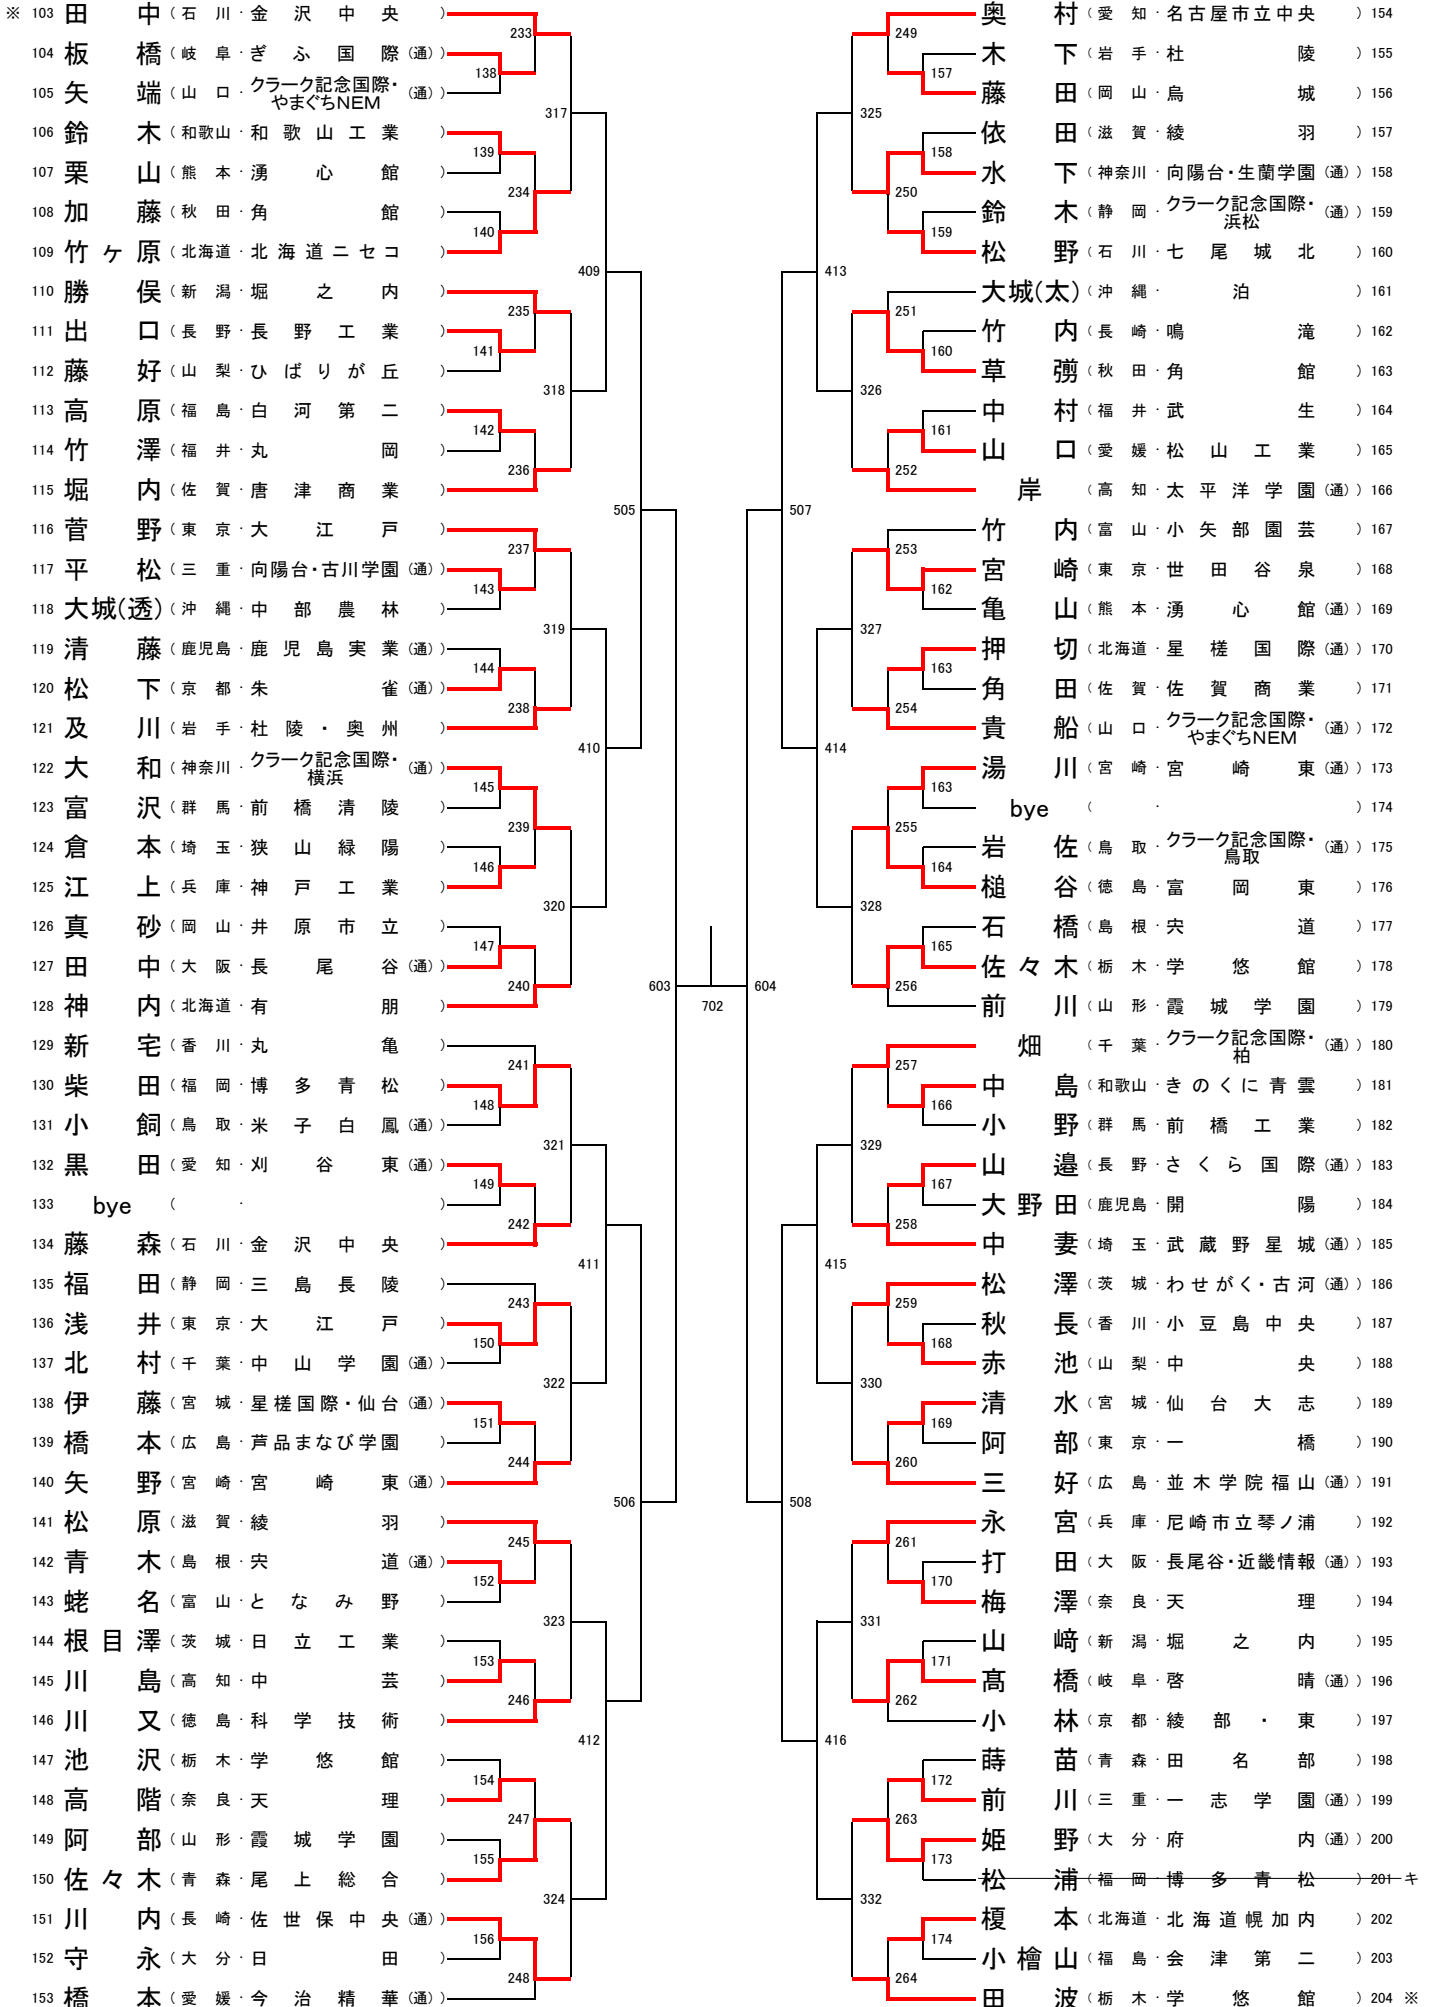 ※ 103 田中 (石川・金沢中央)
104 板橋 (岐阜・ぎふ国際(通))
105 矢端 (山口・クラーク記念国際・やまぐちNEM(通))
106 鈴木 (和歌山・和歌山工業)
107 栗山 (熊本・湧心館)
108 加藤 (秋田・角館)
109 竹ヶ原 (北海道・北海道ニセコ)
110 勝俣 (新潟・堀之内)
111 出口 (長野・長野工業)
112 藤好 (山梨・ひばりが丘)
113 高原 (福島・白河第二)
114 竹澤 (福井・丸岡)
115 堀内 (佐賀・唐津商業)
116 菅野 (東京・大江戸)
117 平松 (三重・向陽台・古川学園(通))
118 大城(透) (沖縄・中部農林)
119 清藤 (鹿児島・鹿児島実業(通))
120 松下 (京都・朱雀(通))
121 及川 (岩手・杜陵・奥州)
122 大和 (神奈川・クラーク記念国際・横浜(通))
123 富沢 (群馬・前橋清陵)
124 倉本 (埼玉・狭山緑陽)
125 江上 (兵庫・神戸工業)
126 真砂 (岡山・井原市立)
127 田中 (大阪・長尾谷(通))
128 神内 (北海道・有朋)
129 新宅 (香川・丸亀)
130 柴田 (福岡・博多青松)
131 小飼 (鳥取・米子白鳳(通))
132 黒田 (愛知・刈谷東(通))
133 bye (・)
134 藤森 (石川・金沢中央)
135 福田 (静岡・三島長陵)
136 浅井 (東京・大江戸)
137 北村 (千葉・中山学園(通))
138 伊藤 (宮城・星槎国際・仙台(通))
139 橋本 (広島・芦品まなび学園)
140 矢野 (宮崎・宮崎東(通))
141 松原 (滋賀・綾羽)
142 青木 (島根・宍道(通))
143 蛯名 (富山・となみ野)
144 根目澤 (茨城・日立工業)
145 川島 (高知・中芸)
146 川又 (徳島・科学技術)
147 池沢 (栃木・学悠館)
148 高階 (奈良・天理)
149 阿部 (山形・霞城学園)
150 佐々木 (青森・尾上総合)
151 川内 (長崎・佐世保中央(通))
152 守永 (大分・日田)
153 橋本 (愛媛・今治精華(通))
233
138
317
139
234
140
409
235
141
318
142
236
505
237
143
319
144
238
410
145
239
146
320
147
240
603
702
604
241
148
321
149
242
411
243
150
322
151
244
506
245
152
323
153
246
412
154
247
155
324
156
248
249
157
325
158
250
159
413
251
160
326
161
252
507
253
162
327
163
254
414
163
255
164
328
165
256
257
166
329
167
258
415
259
168
330
169
260
508
261
170
331
171
262
416
172
263
173
332
174
264
奥村 (愛知・名古屋市立中央) 154
木下 (岩手・杜陵) 155
藤田 (岡山・烏城) 156
依田 (滋賀・綾羽) 157
水下 (神奈川・向陽台・生蘭学園(通)) 158
鈴木 (静岡・クラーク記念国際・浜松(通)) 159
松野 (石川・七尾城北) 160
大城(太) (沖縄・泊) 161
竹内 (長崎・鳴滝) 162
草彅 (秋田・角館) 163
中村 (福井・武生) 164
山口 (愛媛・松山工業) 165
岸 (高知・太平洋学園(通)) 166
竹内 (富山・小矢部園芸) 167
宮崎 (東京・世田谷泉) 168
亀山 (熊本・湧心館(通)) 169
押切 (北海道・星槎国際(通)) 170
角田 (佐賀・佐賀商業) 171
貴船 (山口・クラーク記念国際・やまぐちNEM(通)) 172
湯川 (宮崎・宮崎東(通)) 173
bye (・) 174
岩佐 (鳥取・クラーク記念国際・鳥取(通)) 175
槌谷 (徳島・富岡東) 176
石橋 (島根・宍道) 177
佐々木 (栃木・学悠館) 178
前川 (山形・霞城学園) 179
畑 (千葉・クラーク記念国際・柏(通)) 180
中島 (和歌山・きのくに青雲) 181
小野 (群馬・前橋工業) 182
山邉 (長野・さくら国際(通)) 183
大野田 (鹿児島・開陽) 184
中妻 (埼玉・武蔵野星城(通)) 185
松澤 (茨城・わせがく・古河(通)) 186
秋長 (香川・小豆島中央) 187
赤池 (山梨・中央) 188
清水 (宮城・仙台大志) 189
阿部 (東京・一橋) 190
三好 (広島・並木学院福山(通)) 191
永宮 (兵庫・尼崎市立琴ノ浦) 192
打田 (大阪・長尾谷・近畿情報(通)) 193
梅澤 (奈良・天理) 194
山﨑 (新潟・堀之内) 195
髙橋 (岐阜・啓晴(通)) 196
小林 (京都・綾部・東) 197
蒔苗 (青森・田名部) 198
前川 (三重・一志学園(通)) 199
姫野 (大分・府内(通)) 200
松浦 (福岡・博多青松) 201 キ
榎本 (北海道・北海道幌加内) 202
小檜山 (福島・会津第二) 203
田波 (栃木・学悠館) 204 ※